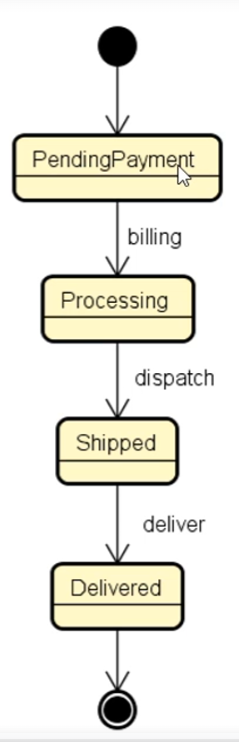 PendingPayment
billing
Processing
dispatch
Shipped
deliver
Delivered